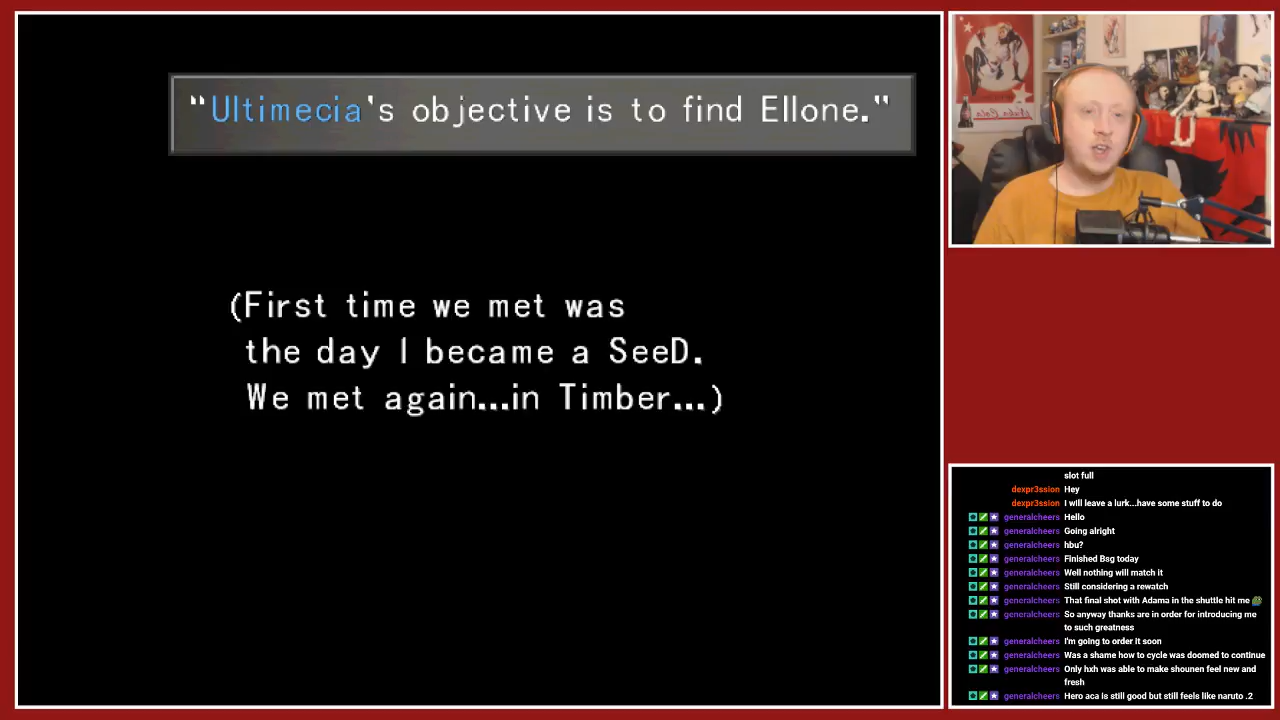 "Ultimecia's objective is to find Ellone."
(First time we met was
the day I became a SeeD.
We met again...in Timber...)
slot full
dexpr3ssion Hey
dexpr3ssion I will leave a lurk...have some stuff to do
generalcheers Hello
generalcheers Going alright
generalcheers hbu?
generalcheers Finished Bsg today
generalcheers Well nothing will match it
generalcheers Still considering a rewatch
generalcheers That final shot with Adama in the shuttle hit me
generalcheers So anyway thanks are in order for introducing me
to such greatness
generalcheers I'm going to order it soon
generalcheers Was a shame how to cycle was doomed to continue
generalcheers Only hxh was able to make shounen feel new and
fresh
generalcheers Hero aca is still good but still feels like naruto .2